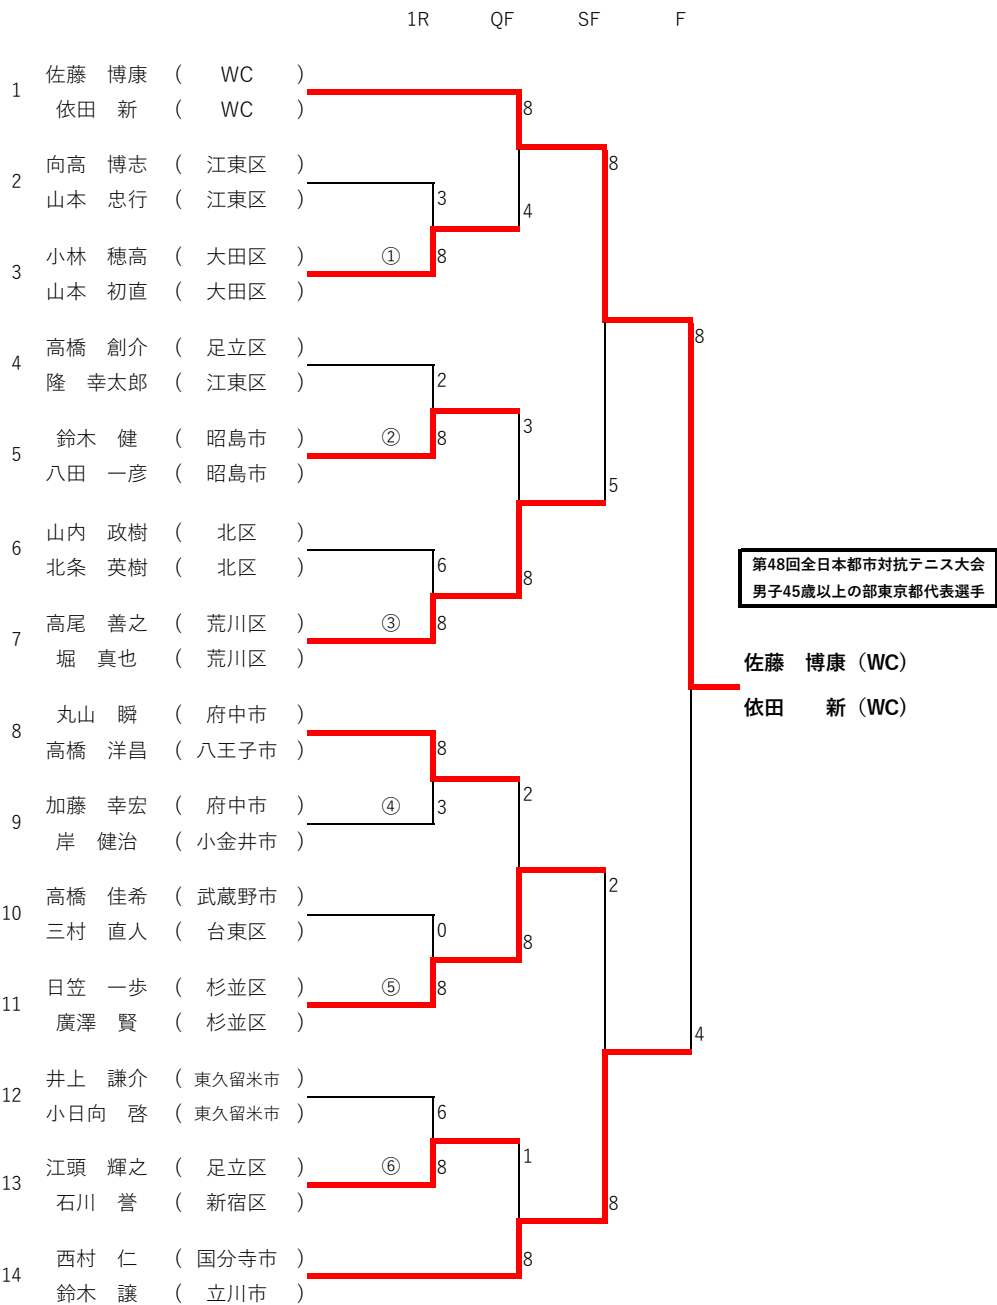 1R QF SF F
1 佐藤 博康 ( WC )
依田 新 ( WC )
8
8
2 向高 博志 ( 江東区 )
山本 忠行 ( 江東区 )
3
4
3 小林 穂高 ( 大田区 ) ① 8
山本 初直 ( 大田区 )
8
4 高橋 創介 ( 足立区 )
隆 幸太郎 ( 江東区 )
2
3
5 鈴木 健 ( 昭島市 ) ② 8
八田 一彦 ( 昭島市 )
5
6 山内 政樹 ( 北区 )
北条 英樹 ( 北区 )
6
8
7 高尾 善之 ( 荒川区 ) ③ 8
堀 真也 ( 荒川区 )
第48回全日本都市対抗テニス大会
男子45歳以上の部東京都代表選手
佐藤 博康（WC）
依田 新（WC）
8 丸山 瞬 ( 府中市 )
高橋 洋昌 ( 八王子市 )
8
2
9 加藤 幸宏 ( 府中市 ) ④ 3
岸 健治 ( 小金井市 )
2
10 高橋 佳希 ( 武蔵野市 )
三村 直人 ( 台東区 )
0
8
11 日笠 一歩 ( 杉並区 ) ⑤ 8
廣澤 賢 ( 杉並区 )
4
12 井上 謙介 ( 東久留米市 )
小日向 啓 ( 東久留米市 )
6
1
13 江頭 輝之 ( 足立区 ) ⑥ 8
石川 誉 ( 新宿区 )
8
14 西村 仁 ( 国分寺市 )
鈴木 譲 ( 立川市 )
8